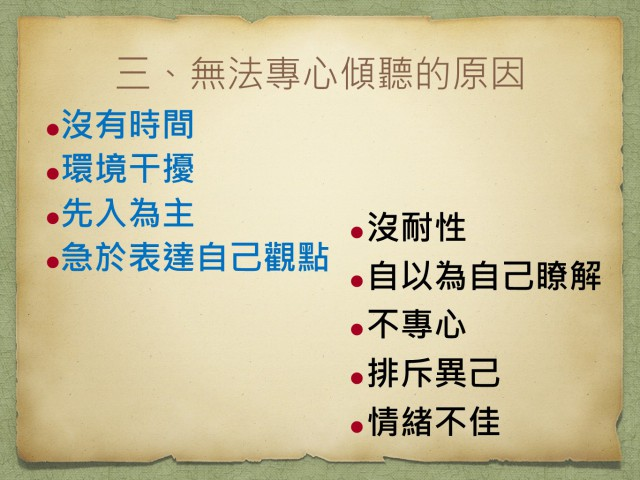 三、無法專心傾聽的原因
●沒有時間
●環境干擾
●先入為主
●急於表達自己觀點
●沒耐性
●自以為自己瞭解
●不專心
●排斥異己
●情緒不佳